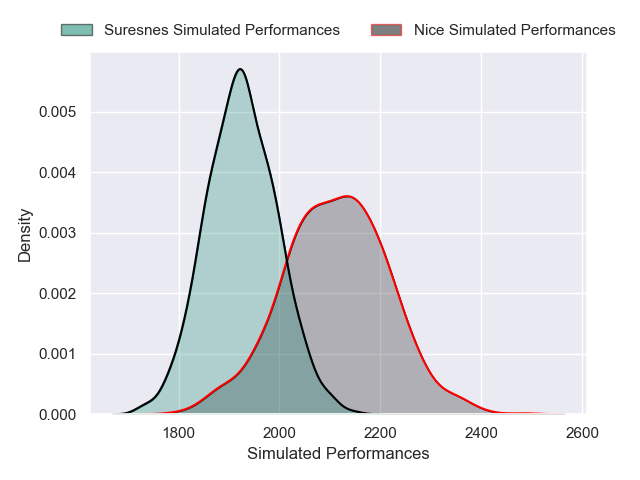 Suresnes Simulated Performances Nice Simulated Performances
0.005
0.004
0.003
0.002
0.001
0.000
Density
1800 2000 2200 2400 2600
Simulated Performances